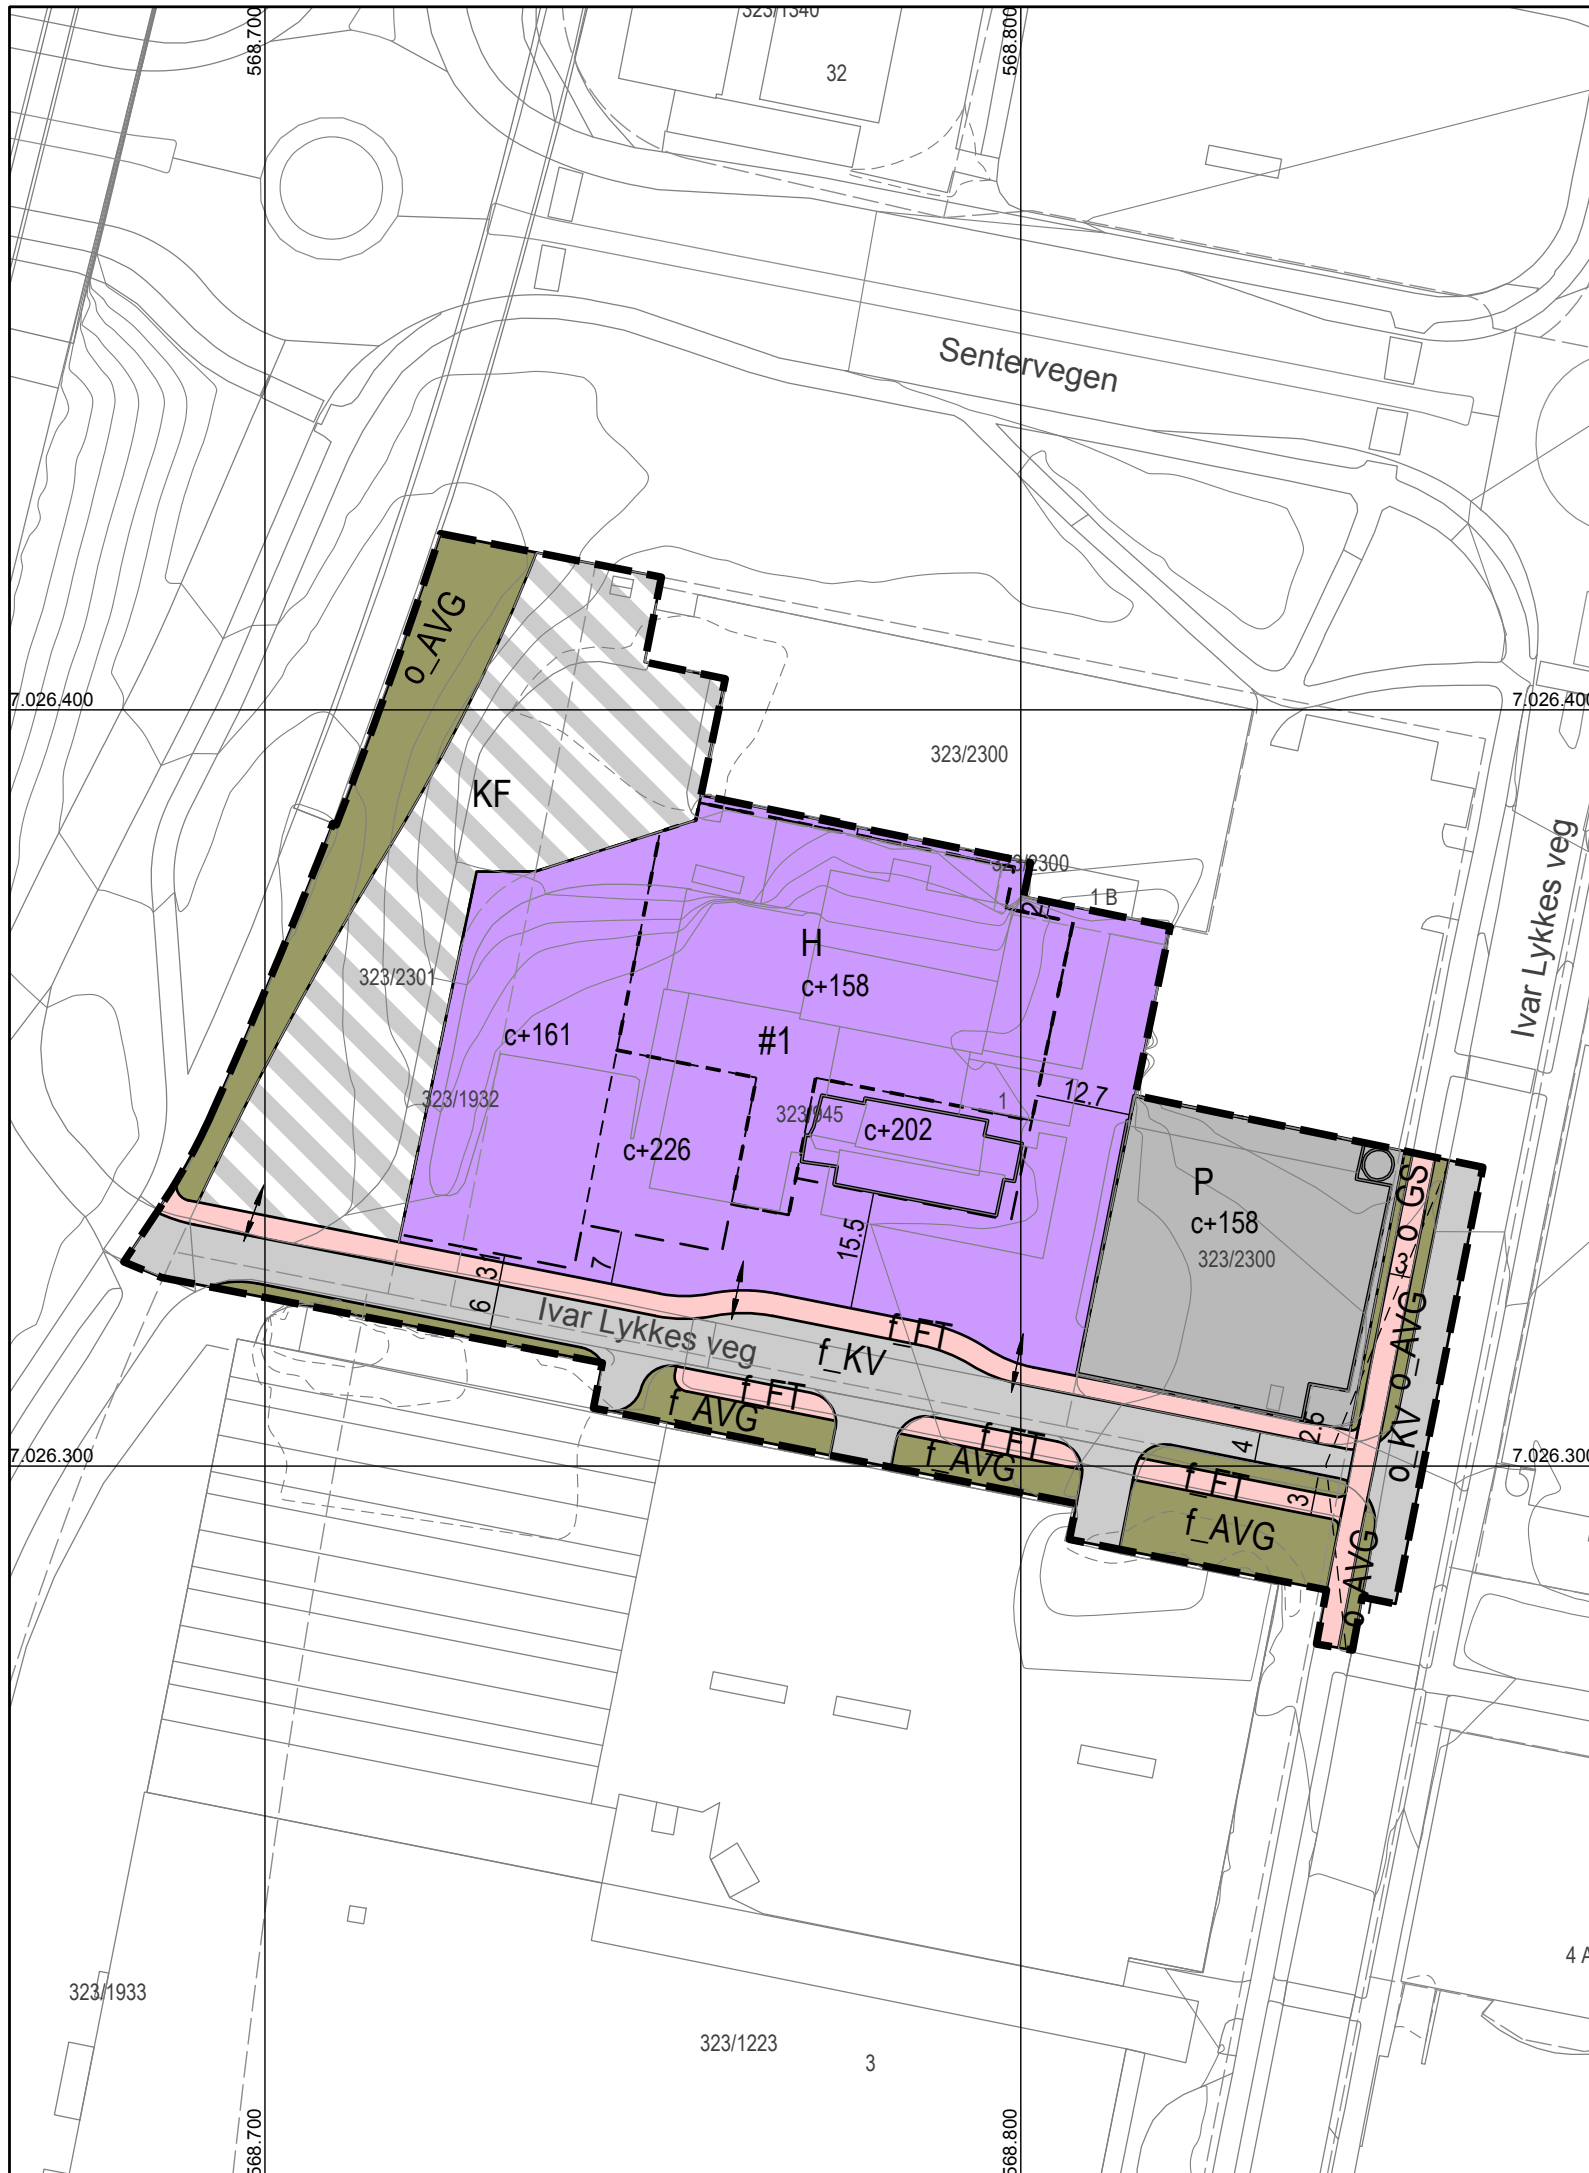 323/1340
568.700
568.800
32
Sentervegen
o_AVG
7.026.400
7.026.400
323/2300
KF
Ivar Lykkes veg
323/2300
1 B
2
H
c+158
323/2301
c+161
#1
12.7
323/1932
323/945
1
c+202
c+226
P
c+158
323/2300
o_GS
15.5
7
3
6
3
Ivar Lykkes veg
f_FT
f_KV
o_AVG
f_FT
f_AVG
f_FT
f_AVG
4
2.6
o_KV
7.026.300
7.026.300
f_FT
3
f_AVG
o_AVG
4 A
323/1933
323/1223
3
568.700
568.800